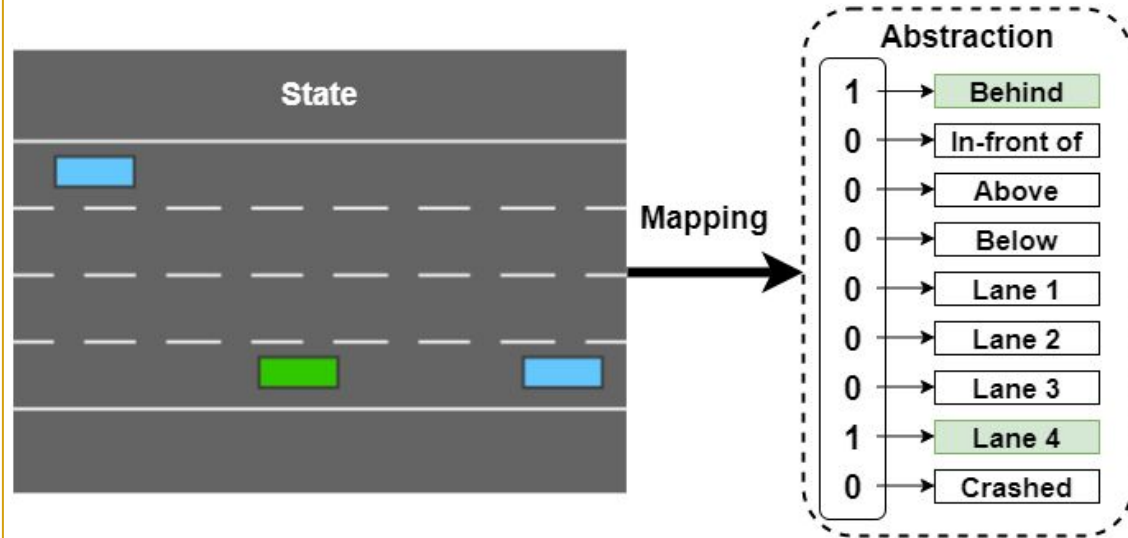 State
Mapping
Abstraction
1 Behind
0 In-front of
0 Above
0 Below
0 Lane 1
0 Lane 2
0 Lane 3
1 Lane 4
0 Crashed